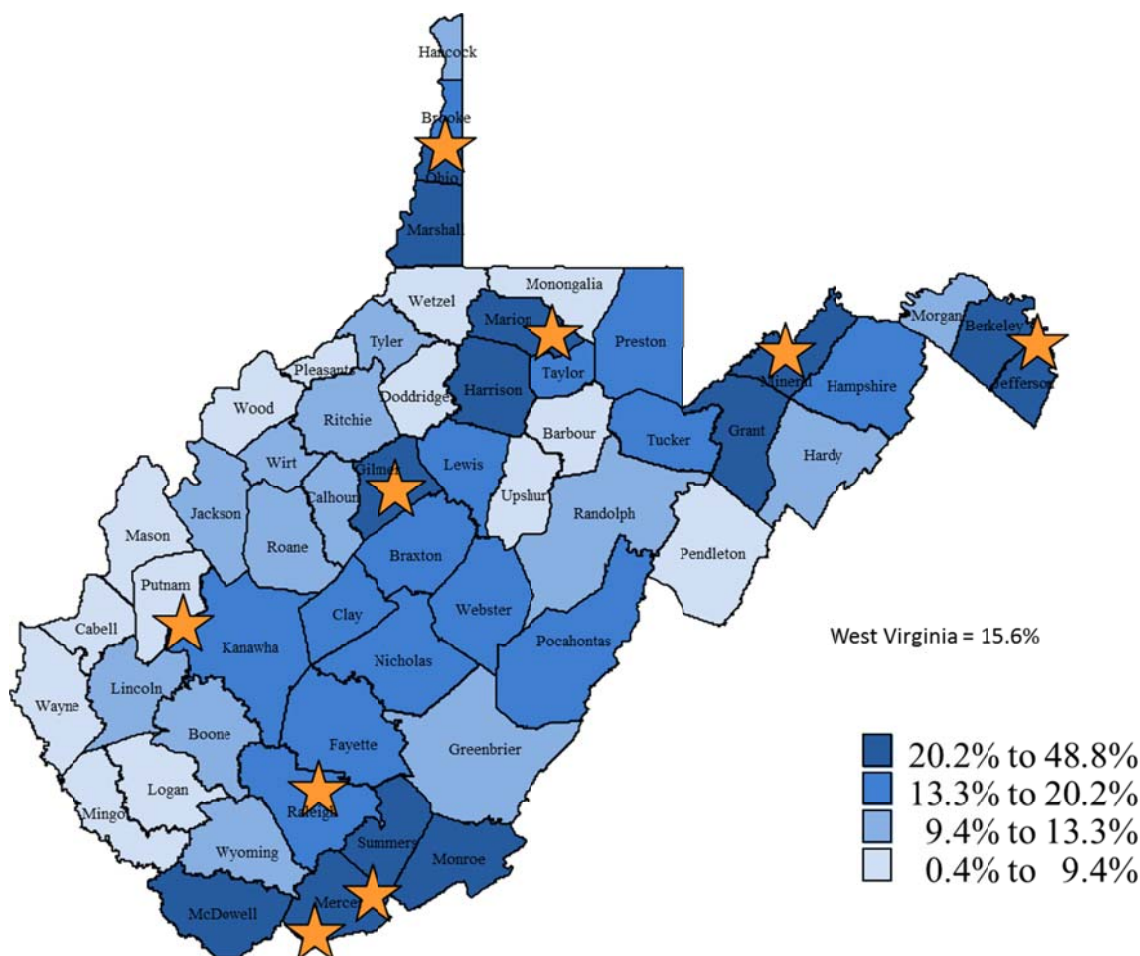 Hancock
Brooke
Ohio
Marshall
Wetzel
Monongalia
Marion
Tyler
Pleasants
Doddridge
Harrison
Taylor
Preston
Mineral
Hampshire
Morgan
Berkeley
Jefferson
Wood
Ritchie
Barbour
Tucker
Grant
Hardy
Wirt
Gilmer
Lewis
Upshur
Calhoun
Jackson
Roane
Randolph
Mason
Braxton
Pendleton
Putnam
Cabell
Clay
Webster
Kanawha
Nicholas
Pocahontas
West Virginia = 15.6%
Lincoln
Wayne
Boone
Fayette
Greenbrier
Logan
Mingo
Raleigh
Wyoming
Summers
Monroe
McDowell
Mercer
20.2% to 48.8%
13.3% to 20.2%
9.4% to 13.3%
0.4% to 9.4%